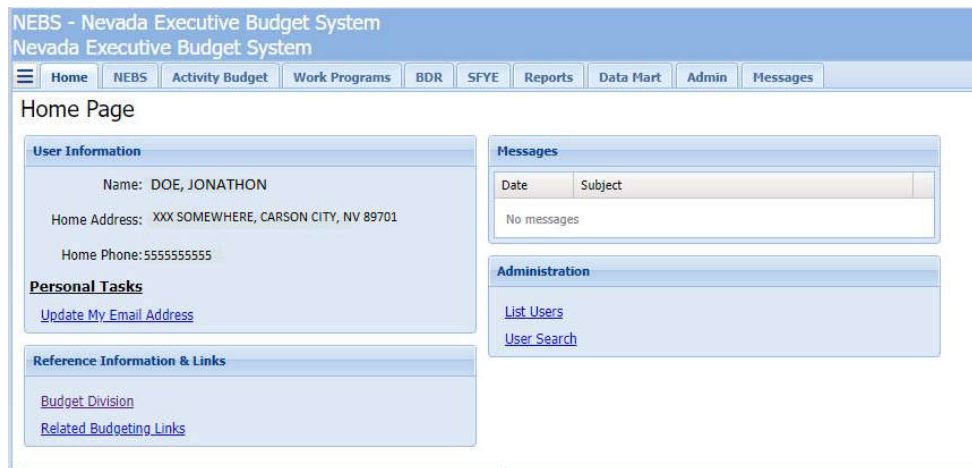 NEBS - Nevada Executive Budget System
Nevada Executive Budget System
Home NEBS Activity Budget Work Programs BDR SFYE Reports Data Mart Admin Messages
Home Page
User Information
Name: DOE, JONATHON
Home Address: XXX SOMEWHERE, CARSON CITY, NV 89701
Home Phone: 5555555555
Personal Tasks
Update My Email Address
Reference Information & Links
Budget Division
Related Budgeting Links
Messages
Date Subject
No messages
Administration
List Users
User Search